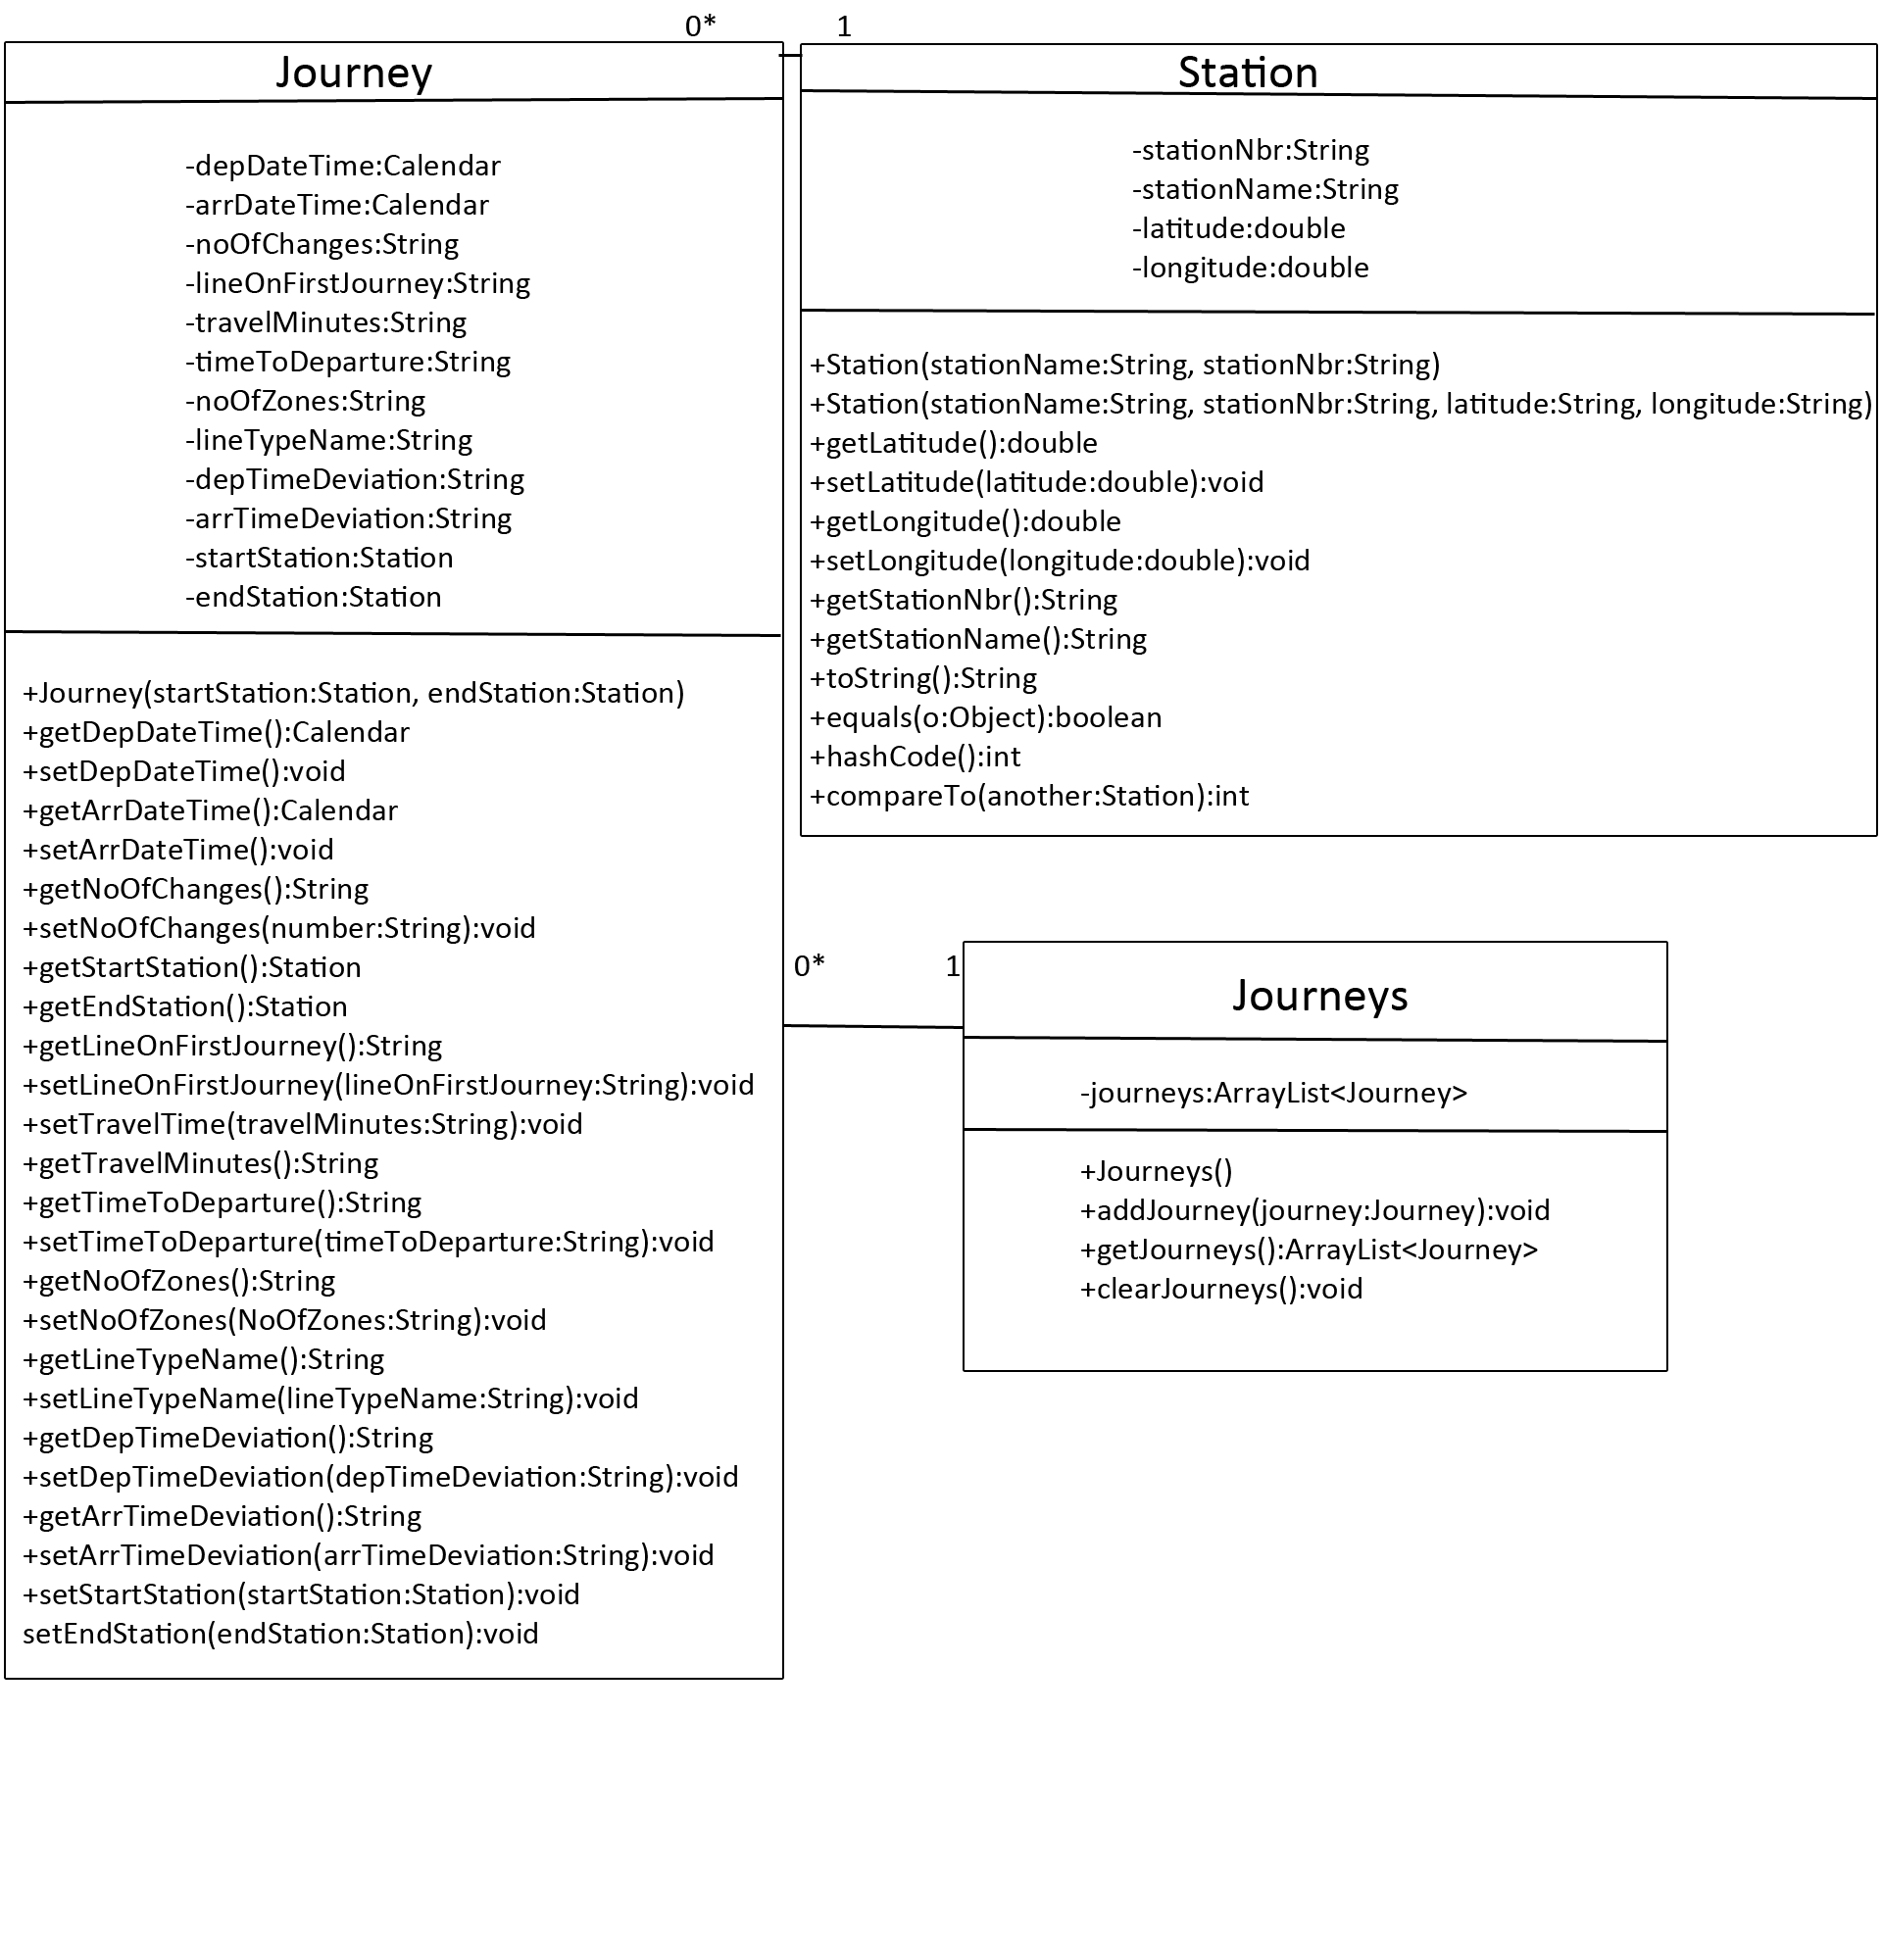 0*
1
Journey
-depDateTime:Calendar
-arrDateTime:Calendar
-noOfChanges:String
-lineOnFirstJourney:String
-travelMinutes:String
-timeToDeparture:String
-noOfZones:String
-lineTypeName:String
-depTimeDeviation:String
-arrTimeDeviation:String
-startStation:Station
-endStation:Station
+Journey(startStation:Station, endStation:Station)
+getDepDateTime():Calendar
+setDepDateTime():void
+getArrDateTime():Calendar
+setArrDateTime():void
+getNoOfChanges():String
+setNoOfChanges(number:String):void
+getStartStation():Station
+getEndStation():Station
+getLineOnFirstJourney():String
+setLineOnFirstJourney(lineOnFirstJourney:String):void
+setTravelTime(travelMinutes:String):void
+getTravelMinutes():String
+getTimeToDeparture():String
+setTimeToDeparture(timeToDeparture:String):void
+getNoOfZones():String
+setNoOfZones(NoOfZones:String):void
+getLineTypeName():String
+setLineTypeName(lineTypeName:String):void
+getDepTimeDeviation():String
+setDepTimeDeviation(depTimeDeviation:String):void
+getArrTimeDeviation():String
+setArrTimeDeviation(arrTimeDeviation:String):void
+setStartStation(startStation:Station):void
setEndStation(endStation:Station):void
Station
-stationNbr:String
-stationName:String
-latitude:double
-longitude:double
+Station(stationName:String, stationNbr:String)
+Station(stationName:String, stationNbr:String, latitude:String, longitude:String)
+getLatitude():double
+setLatitude(latitude:double):void
+getLongitude():double
+setLongitude(longitude:double):void
+getStationNbr():String
+getStationName():String
+toString():String
+equals(o:Object):boolean
+hashCode():int
+compareTo(another:Station):int
0*
1
Journeys
-journeys:ArrayList<Journey>
+Journeys()
+addJourney(journey:Journey):void
+getJourneys():ArrayList<Journey>
+clearJourneys():void